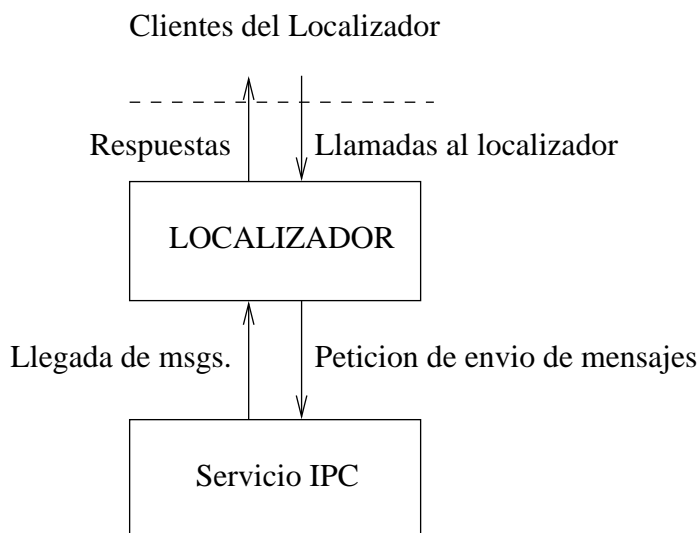 Clientes del Localizador
Respuestas
Llamadas al localizador
LOCALIZADOR
Llegada de msgs.
Peticion de envio de mensajes
Servicio IPC